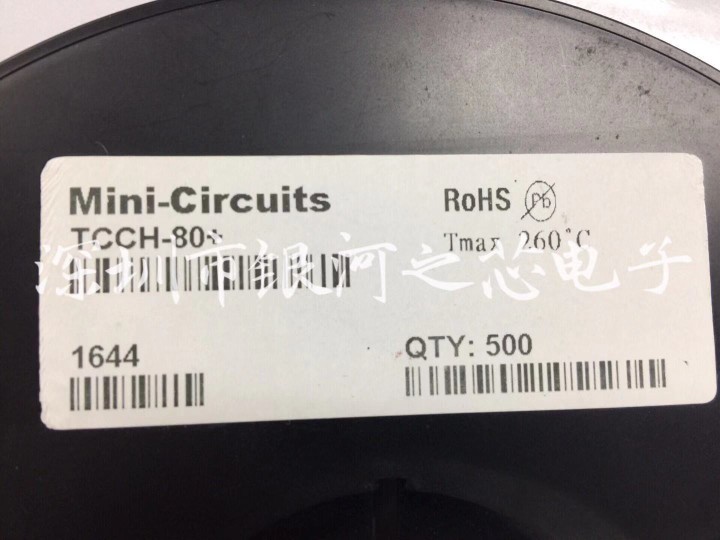 Mini-Circuits
TCCH-80+
RoHS Pb
Tmax 260°C
深圳市银河之芯电子
1644
QTY: 500